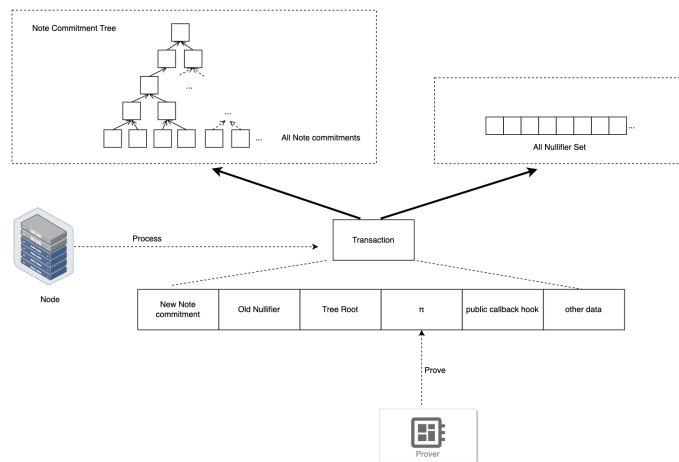 Note Commitment Tree
...
...
... All Note commitments
...
All Nullifier Set
Process
Transaction
Node
New Note
commitment
Old Nullifier
Tree Root
π
public callback hook
other data
Prove
Prover